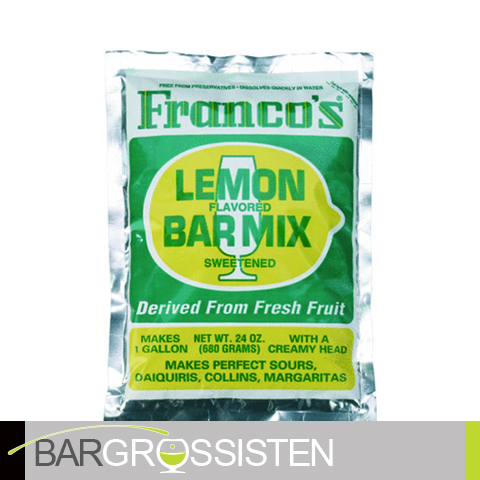 FREE FROM PRESERVATIVES • DISSOLVES QUICKLY IN WATER
Franco's®
LEMON
FLAVORED
BAR MIX
SWEETENED
Derived From Fresh Fruit
MAKES NET WT. 24 OZ. WITH A
1 GALLON (680 GRAMS) CREAMY HEAD
MAKES PERFECT SOURS,
DAIQUIRIS, COLLINS, MARGARITAS
BARGROSSISTEN